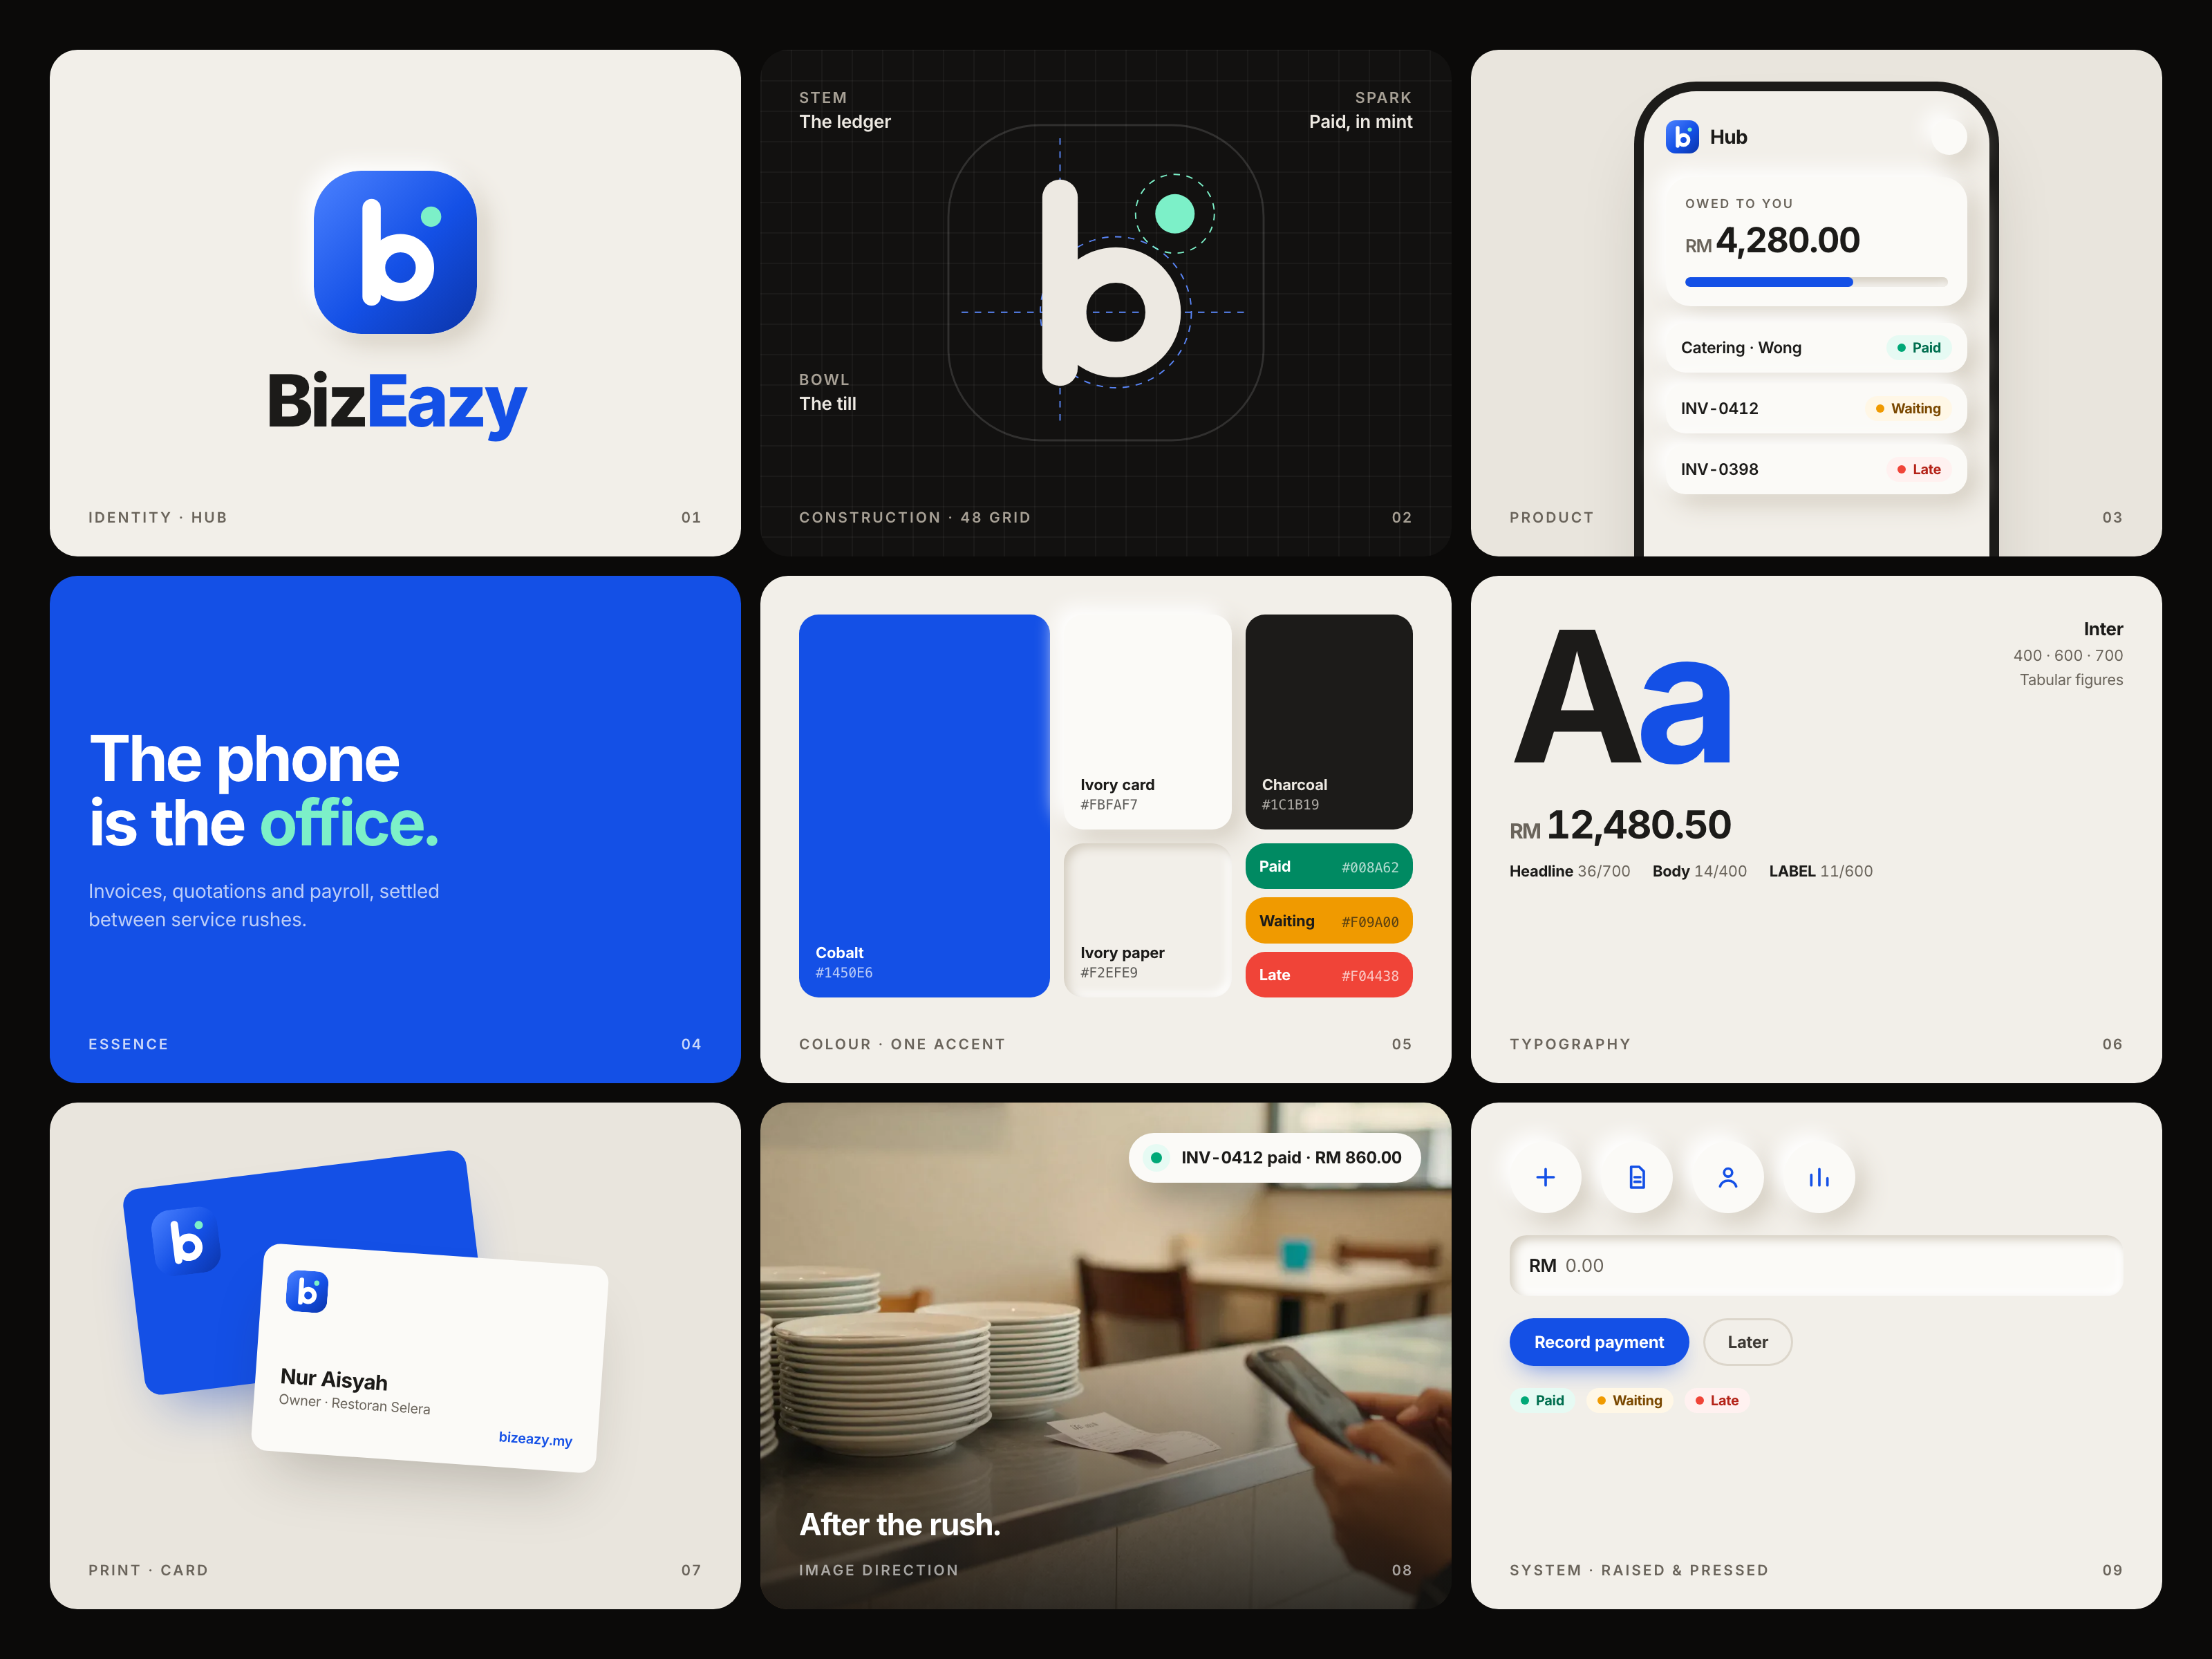 BizEazy
IDENTITY · HUB
01
STEM
The ledger
SPARK
Paid, in mint
BOWL
The till
CONSTRUCTION · 48 GRID
02
Hub
OWED TO YOU
RM 4,280.00
Catering · Wong
Paid
INV-0412
Waiting
INV-0398
Late
PRODUCT
03
The phone
is the office.
Invoices, quotations and payroll, settled
between service rushes.
ESSENCE
04
Cobalt
#1450E6
Ivory card
#FBFAF7
Charcoal
#1C1B19
Ivory paper
#F2EFE9
Paid #008A62
Waiting #F09A00
Late #F04438
COLOUR · ONE ACCENT
05
Aa
Inter
400 · 600 · 700
Tabular figures
RM 12,480.50
Headline 36/700 Body 14/400 LABEL 11/600
TYPOGRAPHY
06
Nur Aisyah
Owner · Restoran Selera
bizeazy.my
PRINT · CARD
07
INV-0412 paid · RM 860.00
After the rush.
IMAGE DIRECTION
08
RM 0.00
Record payment
Later
Paid
Waiting
Late
SYSTEM · RAISED & PRESSED
09